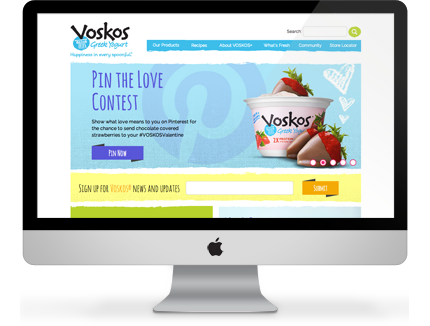 Voskos
Greek Yogurt
Happiness in every spoonful!
Search
Our Products Recipes About VOSKOS® What's Fresh Community Store Locator
PIN THE LOVE
CONTEST
Show what love means to you on Pinterest for
the chance to send chocolate covered
strawberries to your #VOSKOSValentine
PIN NOW
Voskos
Greek Yogurt
2X PROTEIN
SIGN UP FOR VOSKOS® NEWS AND UPDATES
SUBMIT